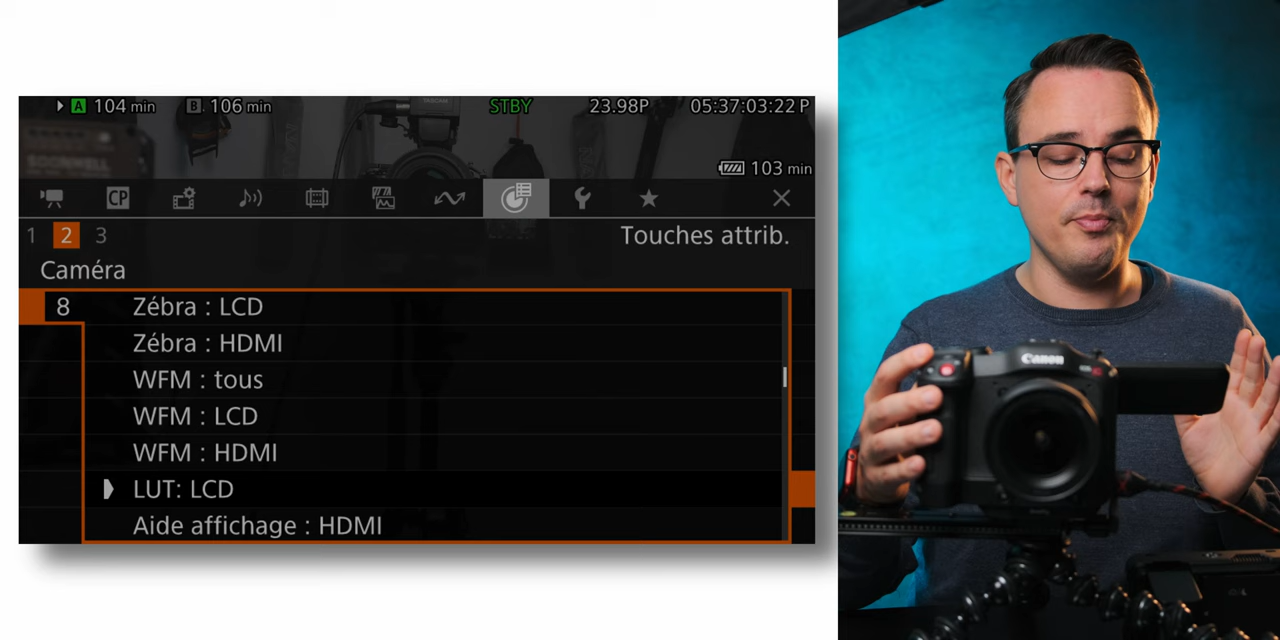 A 104 min B 106 min STBY 23.98P 05:37:03:22 P
103 min
CP
1 2 3 Touches attrib.
Caméra
8 Zébra : LCD
Zébra : HDMI
WFM : tous
WFM : LCD
WFM : HDMI
LUT: LCD
Aide affichage : HDMI
TASCAM
Canon